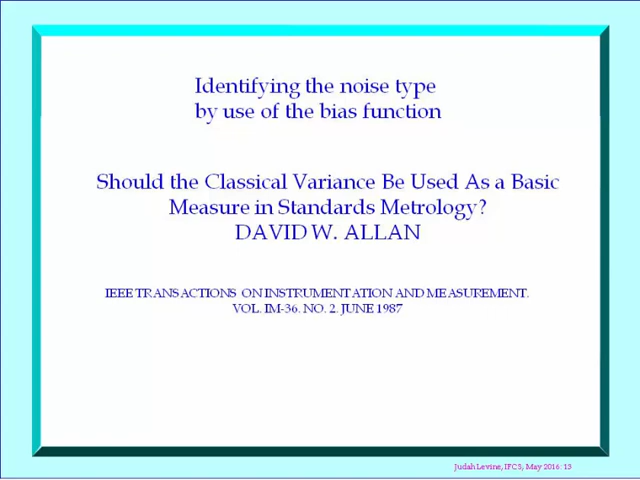 Identifying the noise type
by use of the bias function
Should the Classical Variance Be Used As a Basic
Measure in Standards Metrology?
DAVID W. ALLAN
IEEE TRANSACTIONS ON INSTRUMENTATION AND MEASUREMENT.
VOL. IM-36. NO. 2. JUNE 1987
Judah Levine, IFCS, May 2016: 13